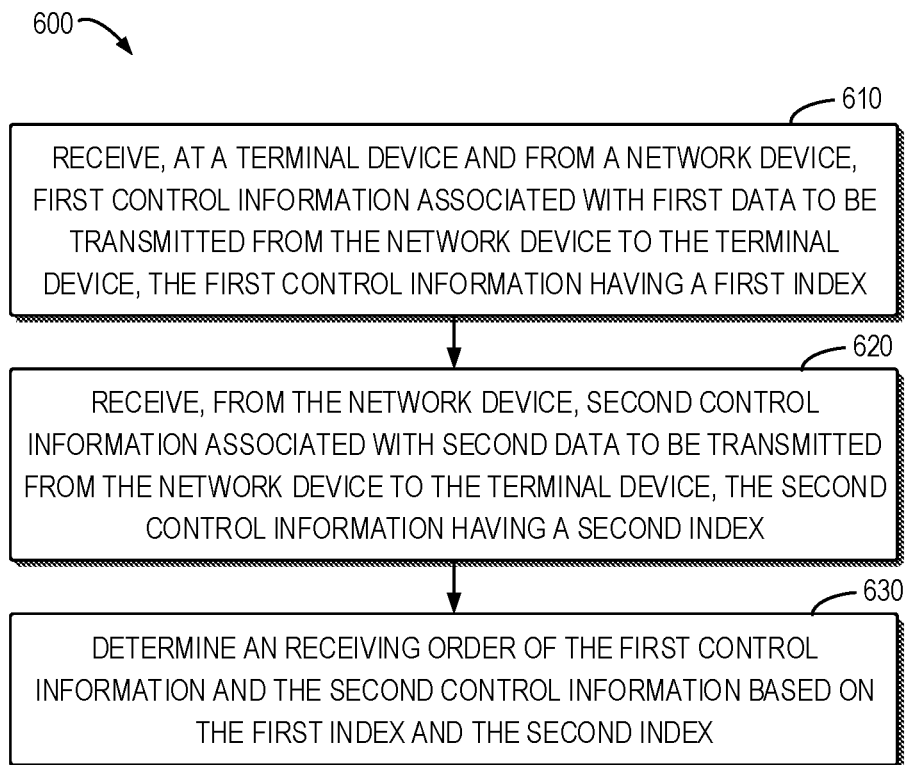 600
610
RECEIVE, AT A TERMINAL DEVICE AND FROM A NETWORK DEVICE,
FIRST CONTROL INFORMATION ASSOCIATED WITH FIRST DATA TO BE
TRANSMITTED FROM THE NETWORK DEVICE TO THE TERMINAL
DEVICE, THE FIRST CONTROL INFORMATION HAVING A FIRST INDEX
620
RECEIVE, FROM THE NETWORK DEVICE, SECOND CONTROL
INFORMATION ASSOCIATED WITH SECOND DATA TO BE TRANSMITTED
FROM THE NETWORK DEVICE TO THE TERMINAL DEVICE, THE SECOND
CONTROL INFORMATION HAVING A SECOND INDEX
630
DETERMINE AN RECEIVING ORDER OF THE FIRST CONTROL
INFORMATION AND THE SECOND CONTROL INFORMATION BASED ON
THE FIRST INDEX AND THE SECOND INDEX